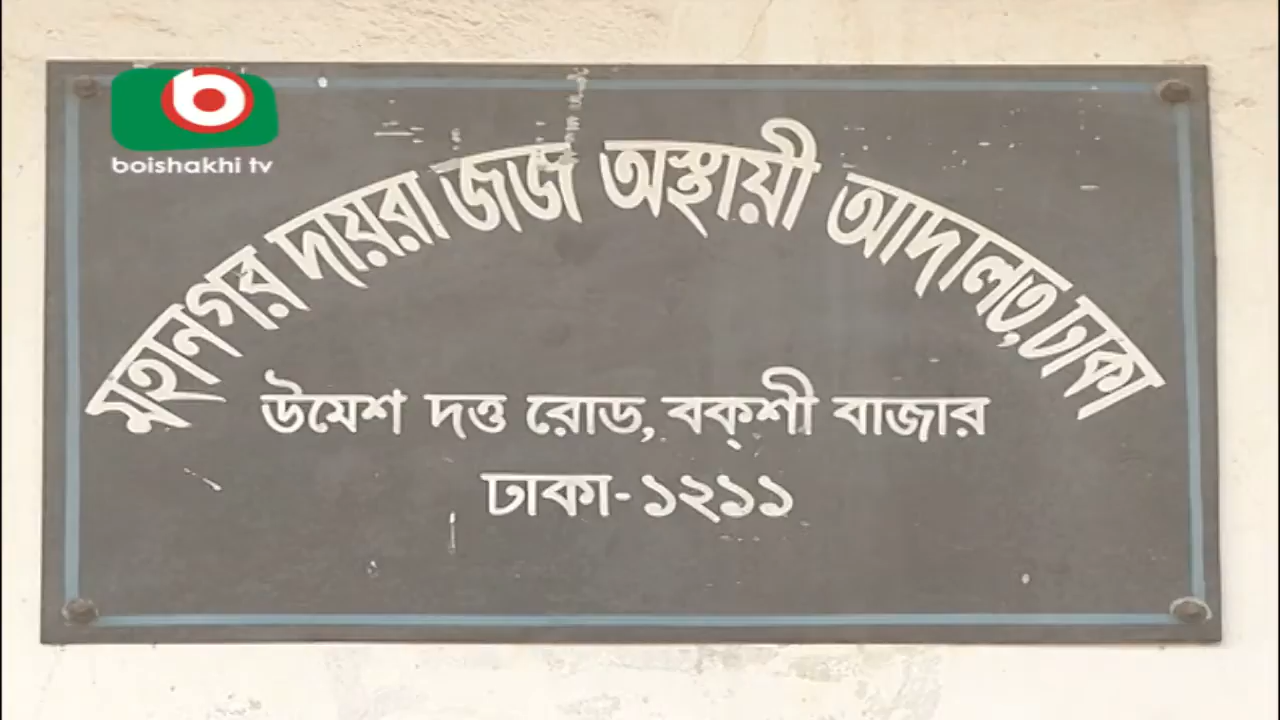 boishakhi tv
মহানগর দায়রা জজ অস্থায়ী আদালত, ঢাকা
উমেশ দত্ত রোড, বক্শী বাজার
ঢাকা-১২১১